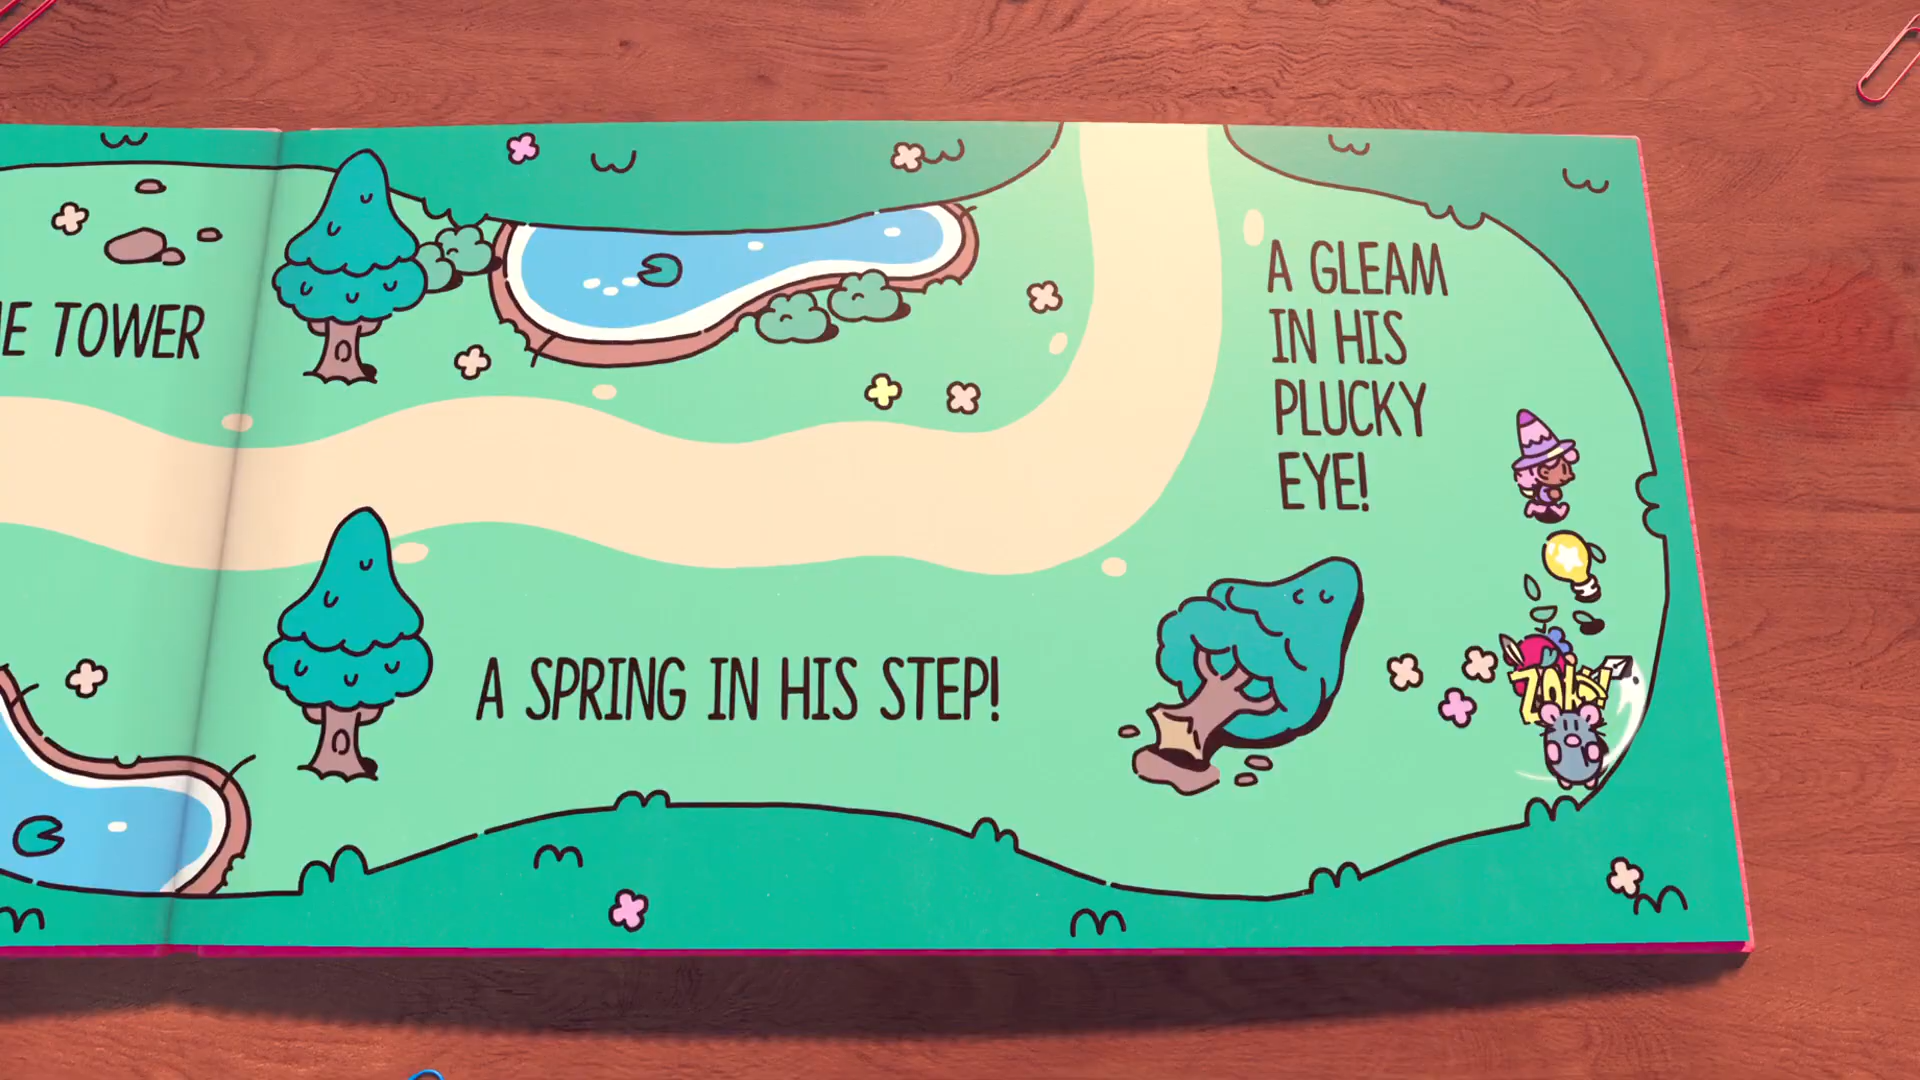 TOWER
A GLEAM
IN HIS
PLUCKY
EYE!
A SPRING IN HIS STEP!